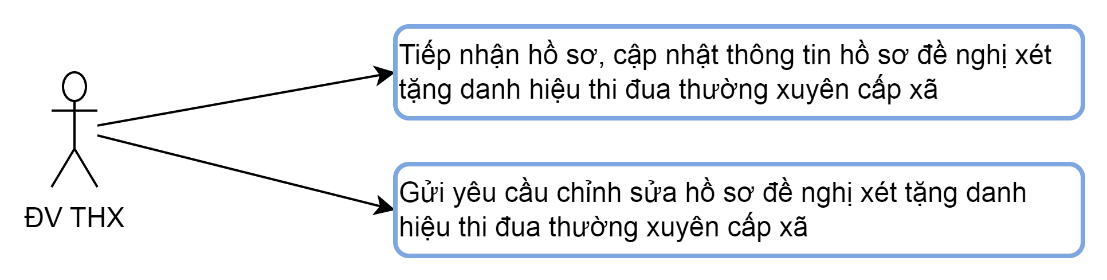 Tiếp nhận hồ sơ, cập nhật thông tin hồ sơ đề nghị xét
tặng danh hiệu thi đua thường xuyên cấp xã
ĐV THX
Gửi yêu cầu chỉnh sửa hồ sơ đề nghị xét tặng danh
hiệu thi đua thường xuyên cấp xã